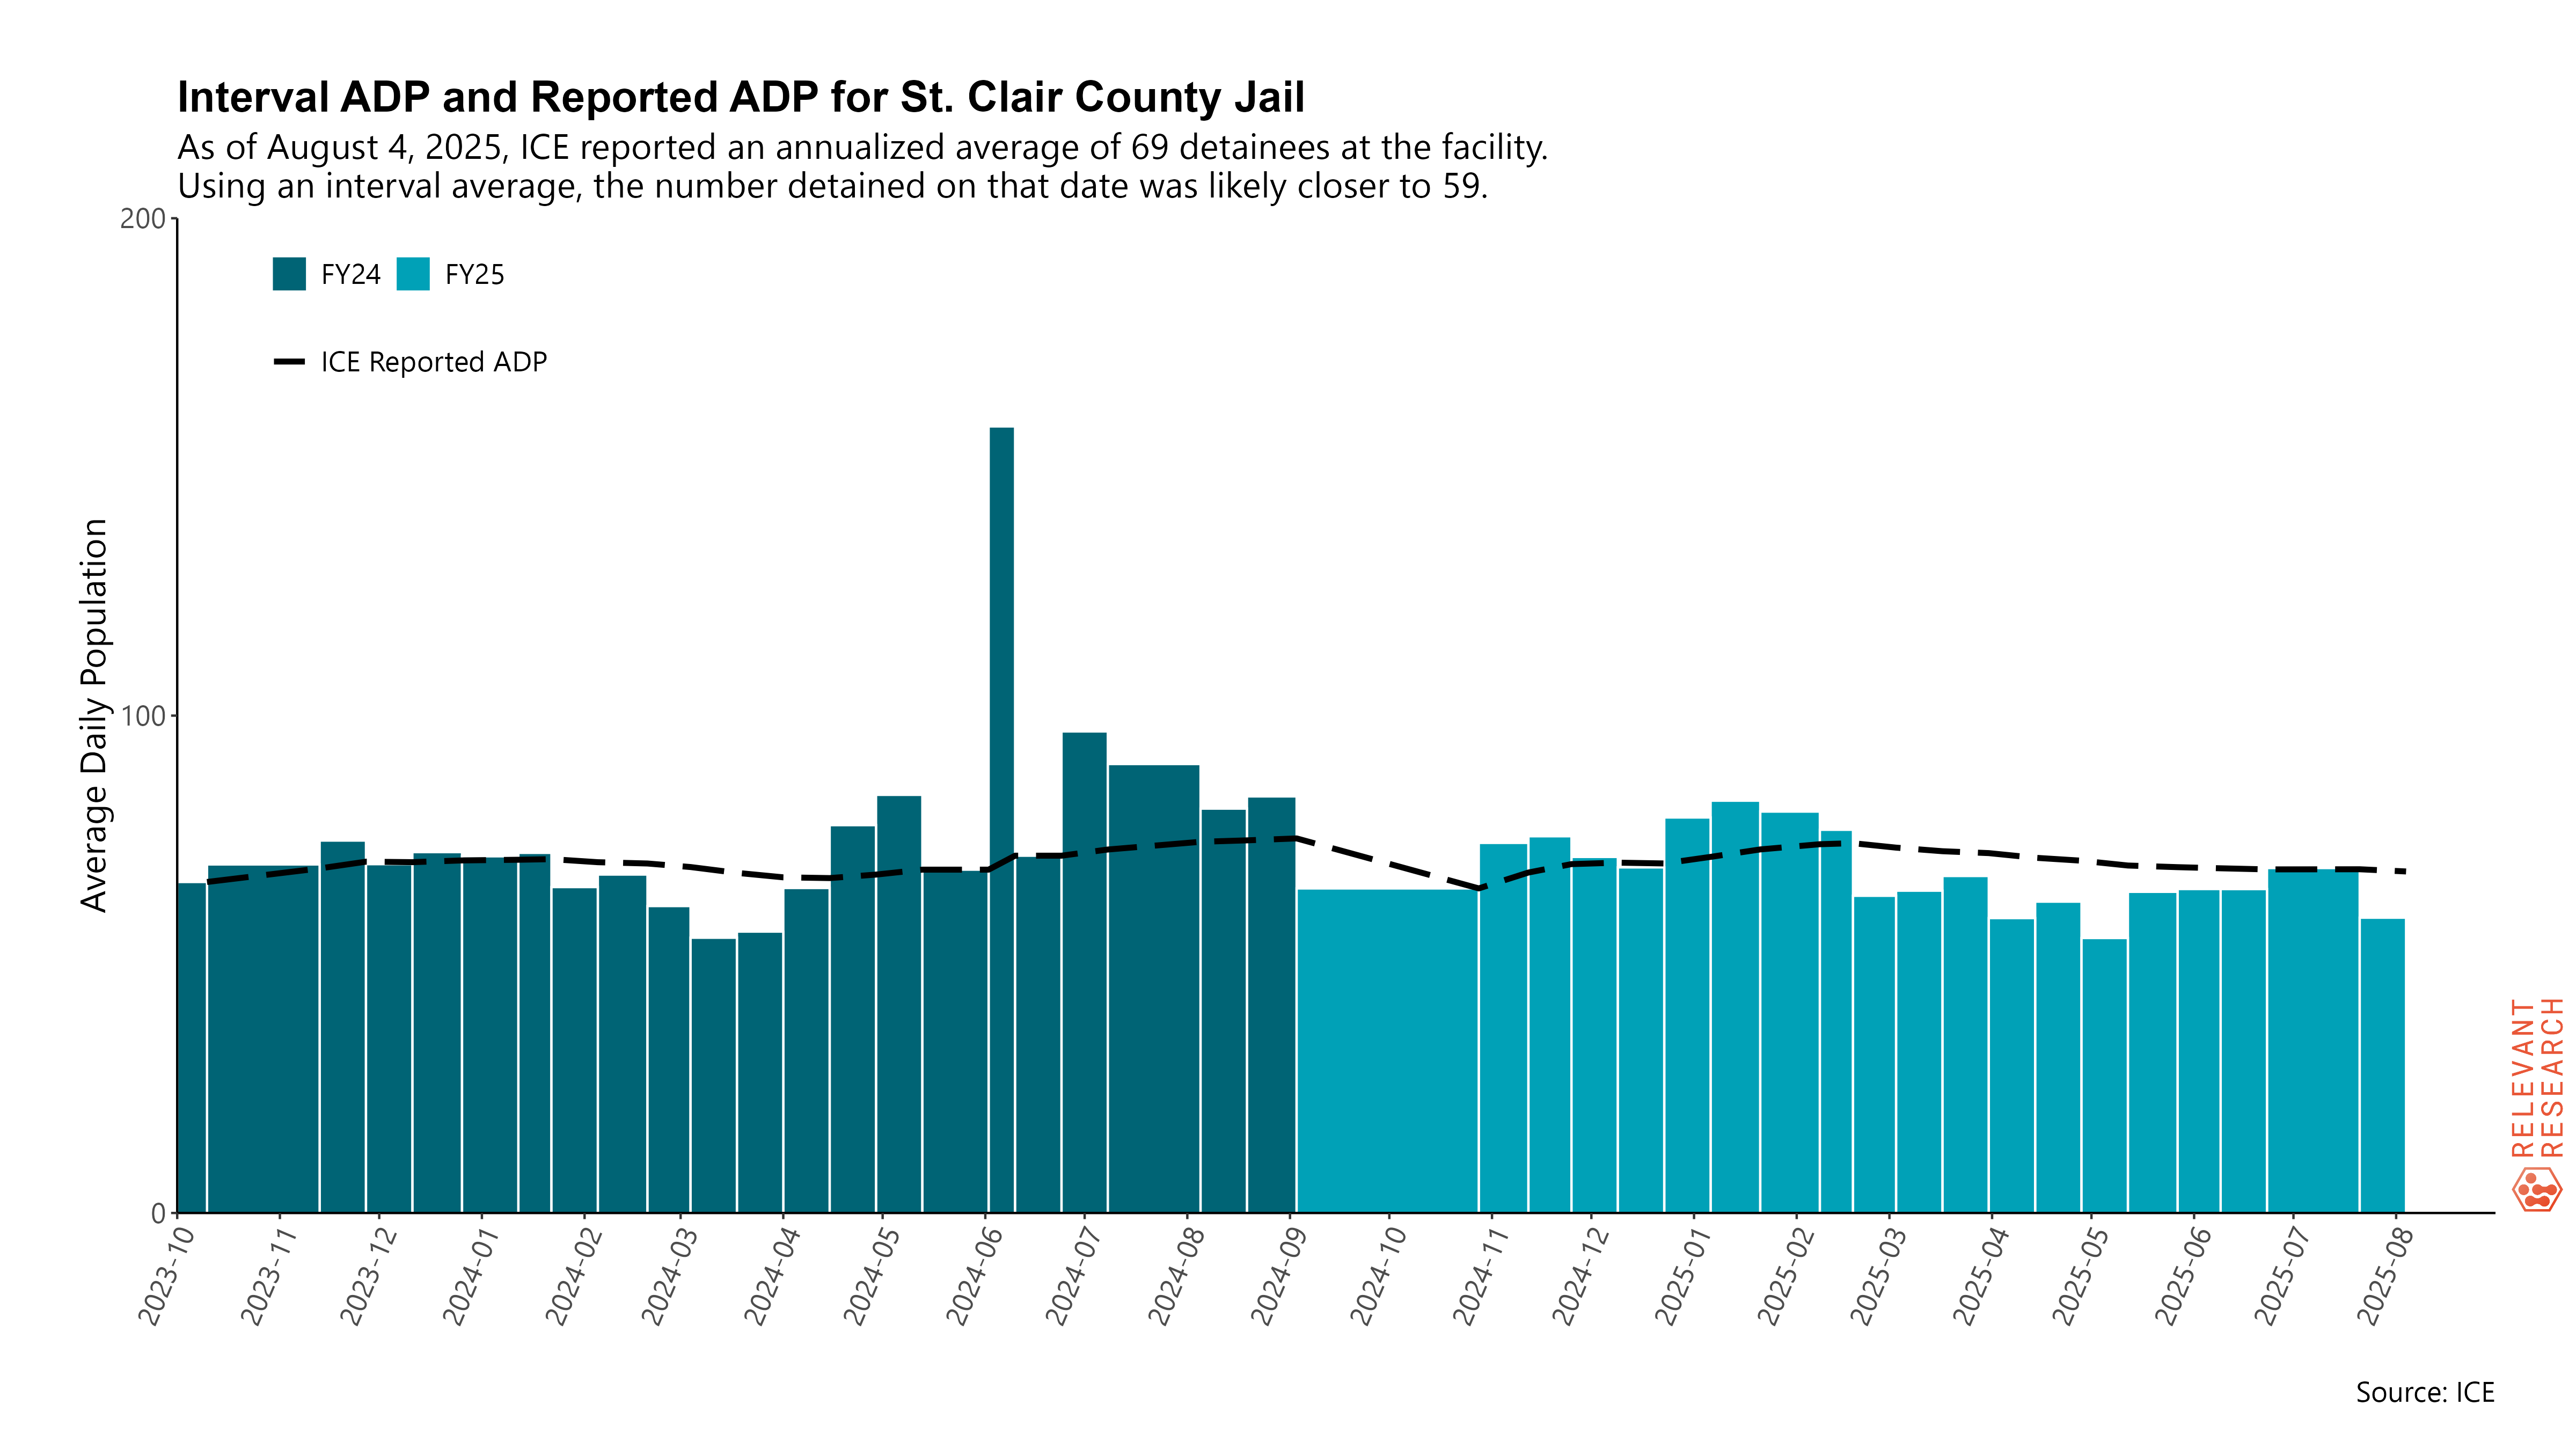 Interval ADP and Reported ADP for St. Clair County Jail
As of August 4, 2025, ICE reported an annualized average of 69 detainees at the facility.
Using an interval average, the number detained on that date was likely closer to 59.
FY24 FY25
ICE Reported ADP
Average Daily Population
200
100
0
2023-10
2023-11
2023-12
2024-01
2024-02
2024-03
2024-04
2024-05
2024-06
2024-07
2024-08
2024-09
2024-10
2024-11
2024-12
2025-01
2025-02
2025-03
2025-04
2025-05
2025-06
2025-07
2025-08
RELEVANT
RESEARCH
Source: ICE